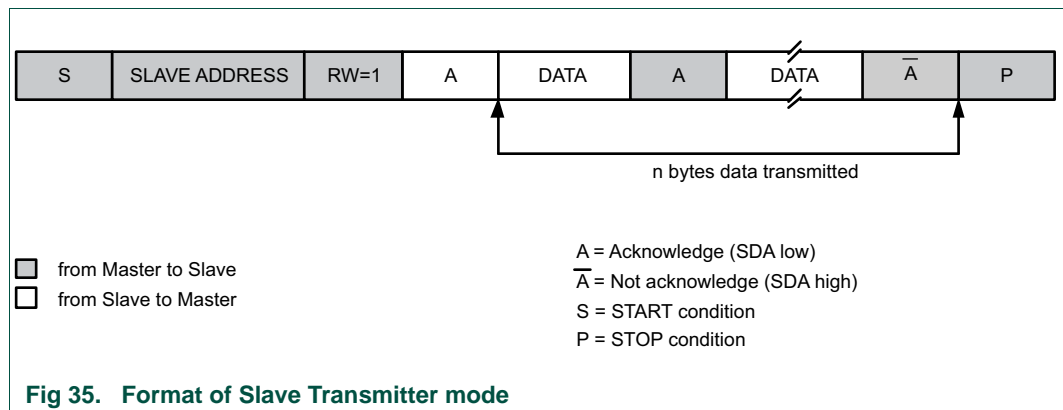 S SLAVE ADDRESS RW=1 A DATA A DATA A̅ P
n bytes data transmitted
from Master to Slave
from Slave to Master
A = Acknowledge (SDA low)
A̅ = Not acknowledge (SDA high)
S = START condition
P = STOP condition
Fig 35. Format of Slave Transmitter mode